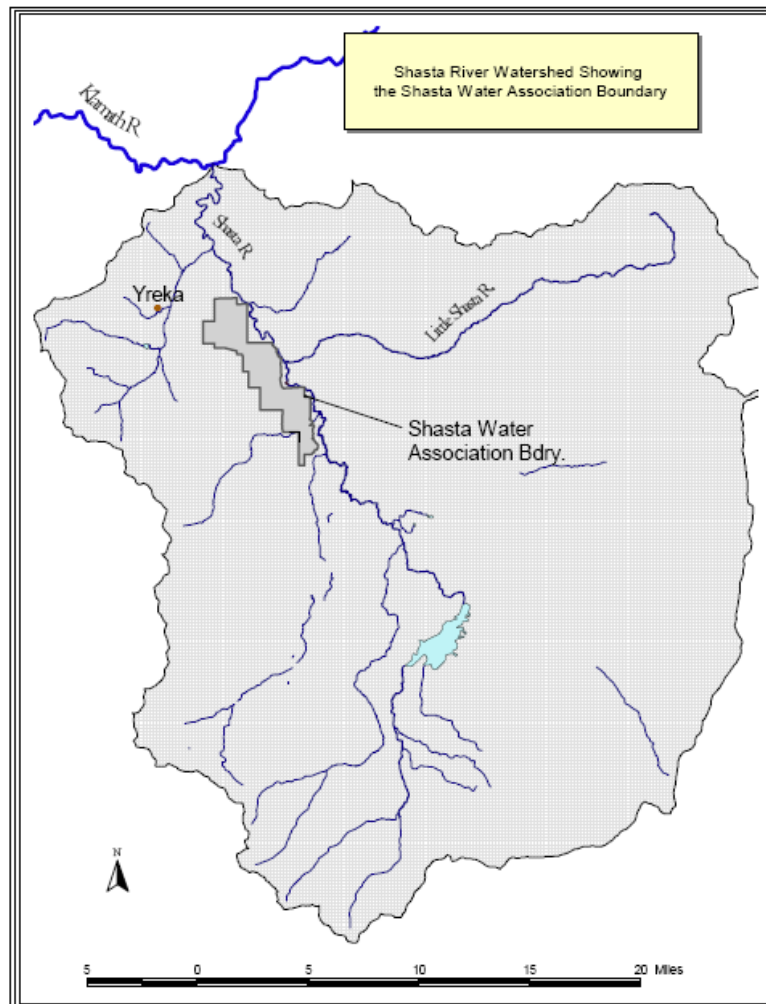 Shasta River Watershed Showing
the Shasta Water Association Boundary
Klamath R.
Shasta R.
Yreka
Little Shasta R.
Shasta Water
Association Bdry.
N
5 0 5 10 15 20 Miles